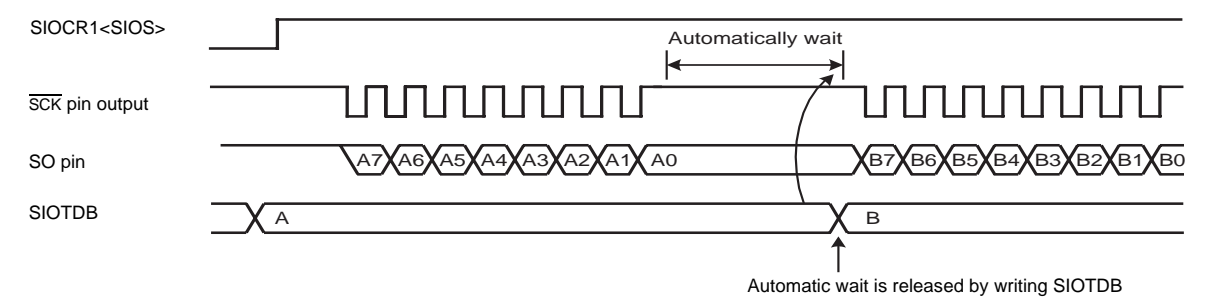 SIOCR1<SIOS>
Automatically wait
SCK pin output
SO pin
A7 A6 A5 A4 A3 A2 A1 A0 B7 B6 B5 B4 B3 B2 B1 B0
SIOTDB
A B
Automatic wait is released by writing SIOTDB